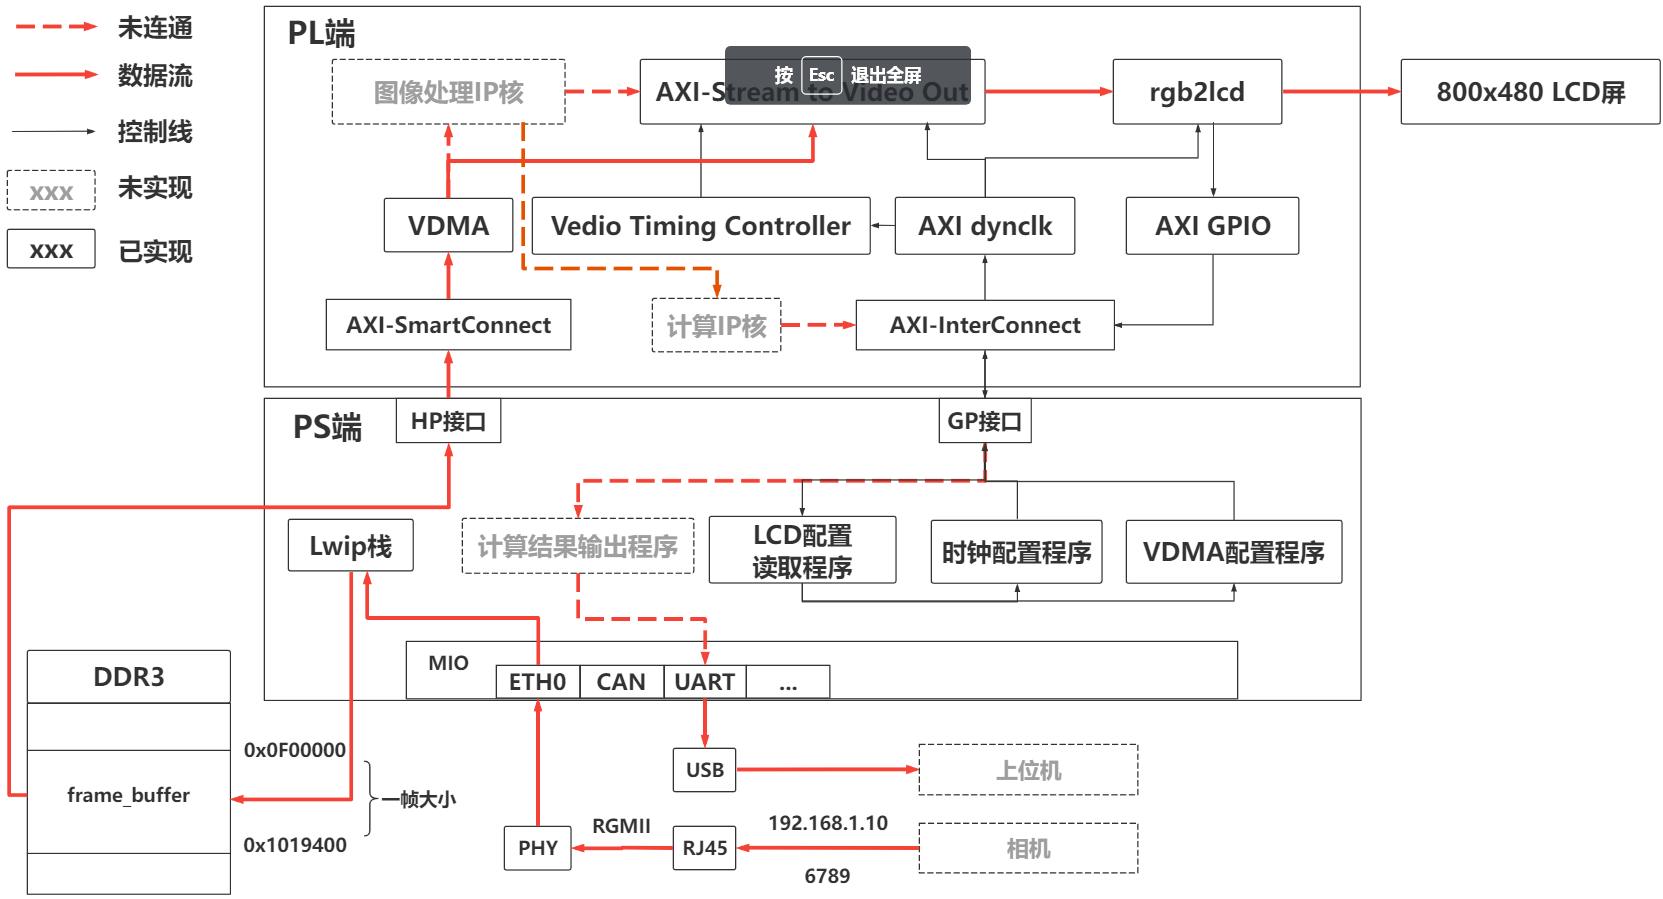 未连通
数据流
控制线
xxx
未实现
xxx
已实现
PL端
图像处理IP核
AXI-Stream to Video Out
按 Esc 退出全屏
rgb2lcd
800x480 LCD屏
VDMA
Vedio Timing Controller
AXI dynclk
AXI GPIO
AXI-SmartConnect
计算IP核
AXI-InterConnect
PS端
HP接口
GP接口
Lwip栈
计算结果输出程序
LCD配置
读取程序
时钟配置程序
VDMA配置程序
MIO
ETH0
CAN
UART
...
DDR3
0x0F00000
frame_buffer
一帧大小
0x1019400
USB
上位机
PHY
RGMII
RJ45
192.168.1.10
6789
相机